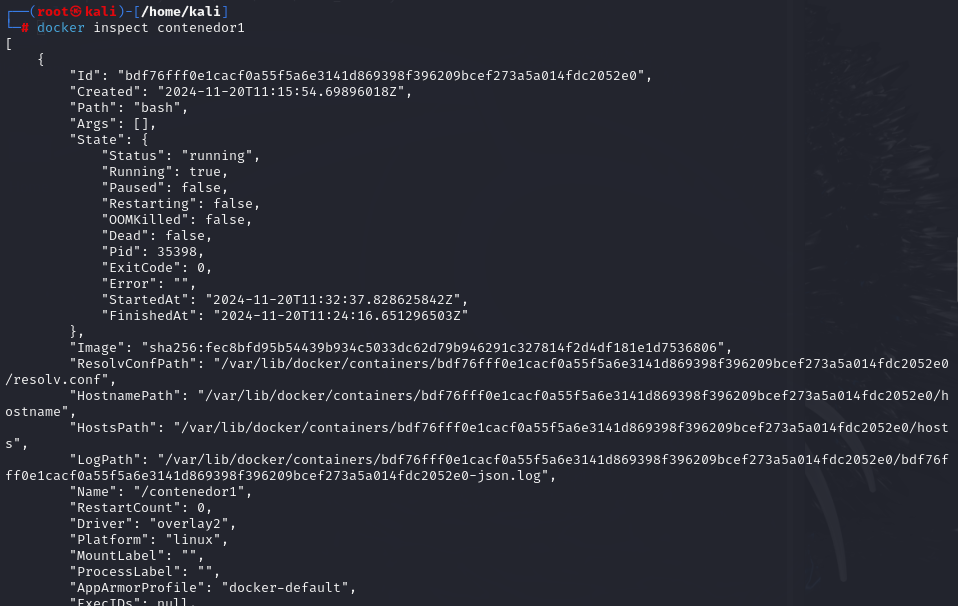 ┌──(root㉿kali)-[/home/kali]
└─# docker inspect contenedor1
[
    {
        "Id": "bdf76fff0e1cacf0a55f5a6e3141d869398f396209bcef273a5a014fdc2052e0",
        "Created": "2024-11-20T11:15:54.69896018Z",
        "Path": "bash",
        "Args": [],
        "State": {
            "Status": "running",
            "Running": true,
            "Paused": false,
            "Restarting": false,
            "OOMKilled": false,
            "Dead": false,
            "Pid": 35398,
            "ExitCode": 0,
            "Error": "",
            "StartedAt": "2024-11-20T11:32:37.828625842Z",
            "FinishedAt": "2024-11-20T11:24:16.651296503Z"
        },
        "Image": "sha256:fec8bfd95b54439b934c5033dc62d79b946291c327814f2d4df181e1d7536806",
        "ResolvConfPath": "/var/lib/docker/containers/bdf76fff0e1cacf0a55f5a6e3141d869398f396209bcef273a5a014fdc2052e0
/resolv.conf",
        "HostnamePath": "/var/lib/docker/containers/bdf76fff0e1cacf0a55f5a6e3141d869398f396209bcef273a5a014fdc2052e0/h
ostname",
        "HostsPath": "/var/lib/docker/containers/bdf76fff0e1cacf0a55f5a6e3141d869398f396209bcef273a5a014fdc2052e0/host
s",
        "LogPath": "/var/lib/docker/containers/bdf76fff0e1cacf0a55f5a6e3141d869398f396209bcef273a5a014fdc2052e0/bdf76f
ff0e1cacf0a55f5a6e3141d869398f396209bcef273a5a014fdc2052e0-json.log",
        "Name": "/contenedor1",
        "RestartCount": 0,
        "Driver": "overlay2",
        "Platform": "linux",
        "MountLabel": "",
        "ProcessLabel": "",
        "AppArmorProfile": "docker-default",
        "ExecIDs": null,